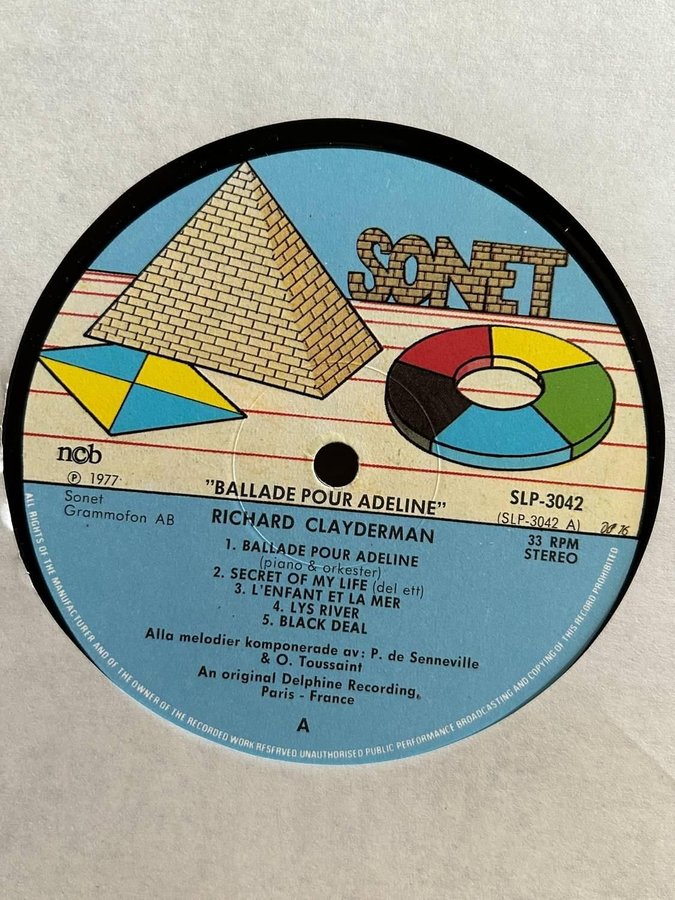 SONET
ncb
℗ 1977
Sonet
Grammofon AB
"BALLADE POUR ADELINE"
SLP-3042
(SLP-3042 A)
33 RPM
STEREO
RICHARD CLAYDERMAN
1. BALLADE POUR ADELINE
(piano & orkester)
2. SECRET OF MY LIFE (del ett)
3. L'ENFANT ET LA MER
4. LYS RIVER
5. BLACK DEAL
Alla melodier komponerade av: P. de Senneville
& O. Toussaint
An original Delphine Recording,
Paris - France
A
ALL RIGHTS OF THE MANUFACTURER AND OF THE OWNER OF THE RECORDED WORK RESERVED UNAUTHORISED PUBLIC PERFORMANCE BROADCASTING AND COPYING OF THIS RECORD PROHIBITED